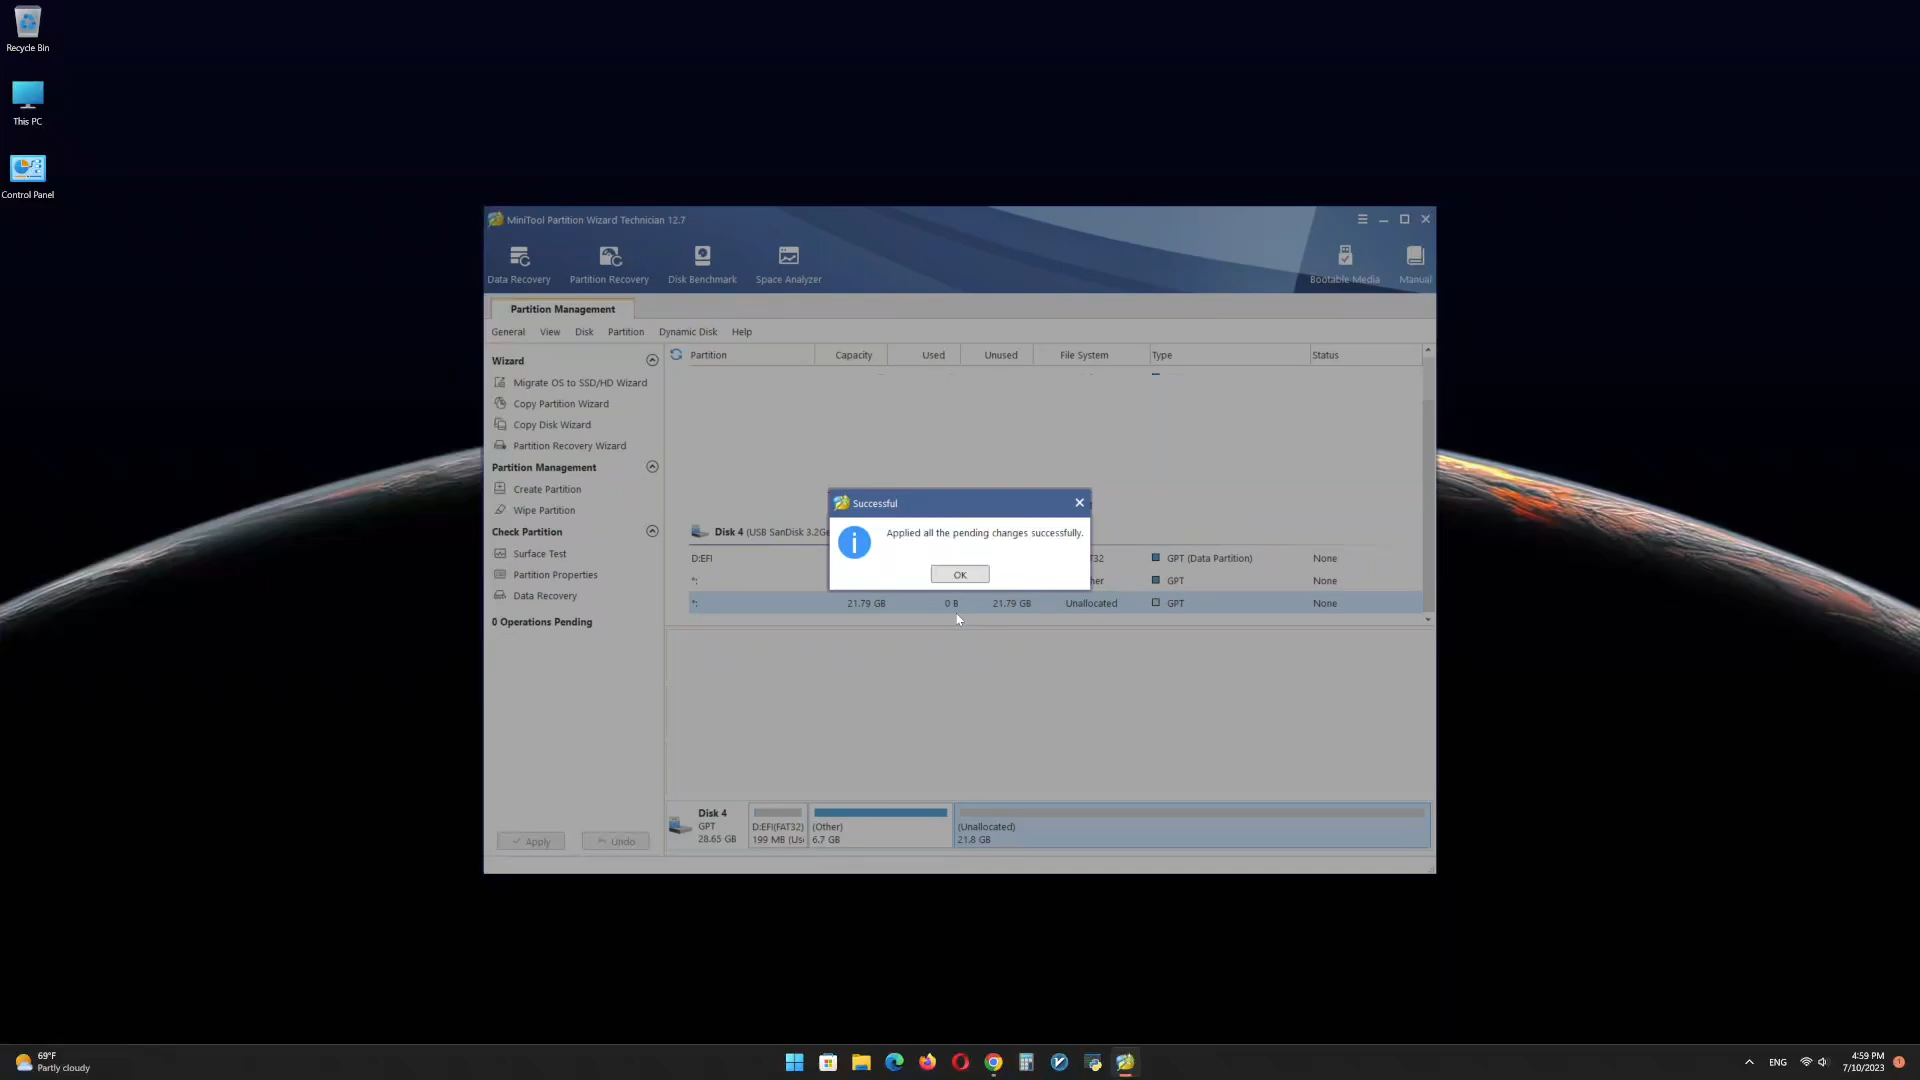 Recycle Bin
This PC
Control Panel
MiniTool Partition Wizard Technician 12.7
Data Recovery
Partition Recovery
Disk Benchmark
Space Analyzer
Bootable Media
Manual
Partition Management
General View Disk Partition Dynamic Disk Help
Wizard
Migrate OS to SSD/HD Wizard
Copy Partition Wizard
Copy Disk Wizard
Partition Recovery Wizard
Partition Management
Create Partition
Wipe Partition
Check Partition
Surface Test
Partition Properties
Data Recovery
0 Operations Pending
Apply Undo
Partition Capacity Used Unused File System Type Status
Disk 4 (USB SanDisk 3.2Ge
D:EFI T32 GPT (Data Partition) None
*: her GPT None
*: 21.79 GB 0 B 21.79 GB Unallocated GPT None
Successful
Applied all the pending changes successfully.
OK
Disk 4
GPT
28.65 GB
D:EFI(FAT32)
199 MB (Use
(Other)
6.7 GB
(Unallocated)
21.8 GB
69°F
Partly cloudy
ENG
4:59 PM
7/10/2023
1